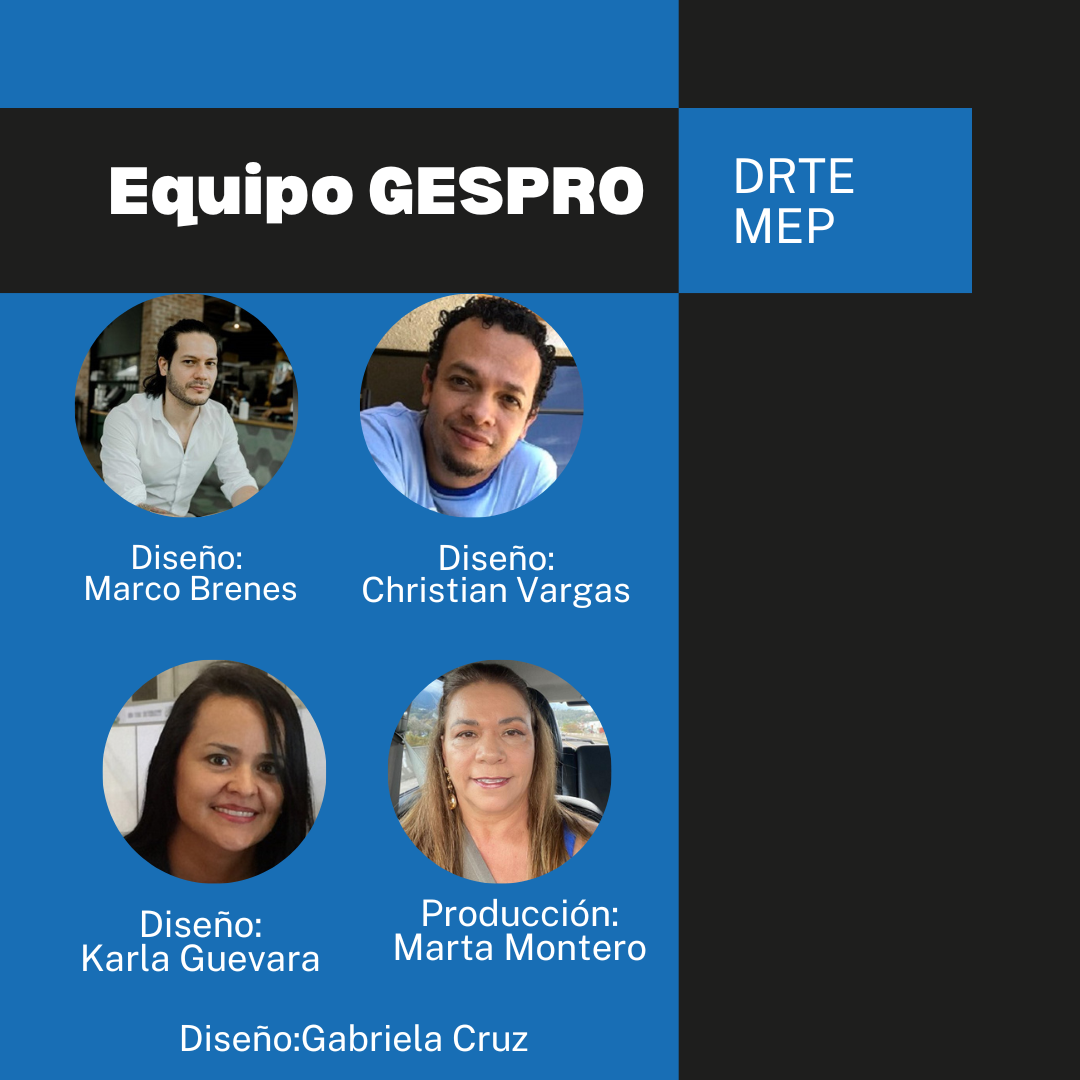 Equipo GESPRO
DRTE
MEP
Diseño:
Marco Brenes
Diseño:
Christian Vargas
Diseño:
Karla Guevara
Producción:
Marta Montero
Diseño:Gabriela Cruz